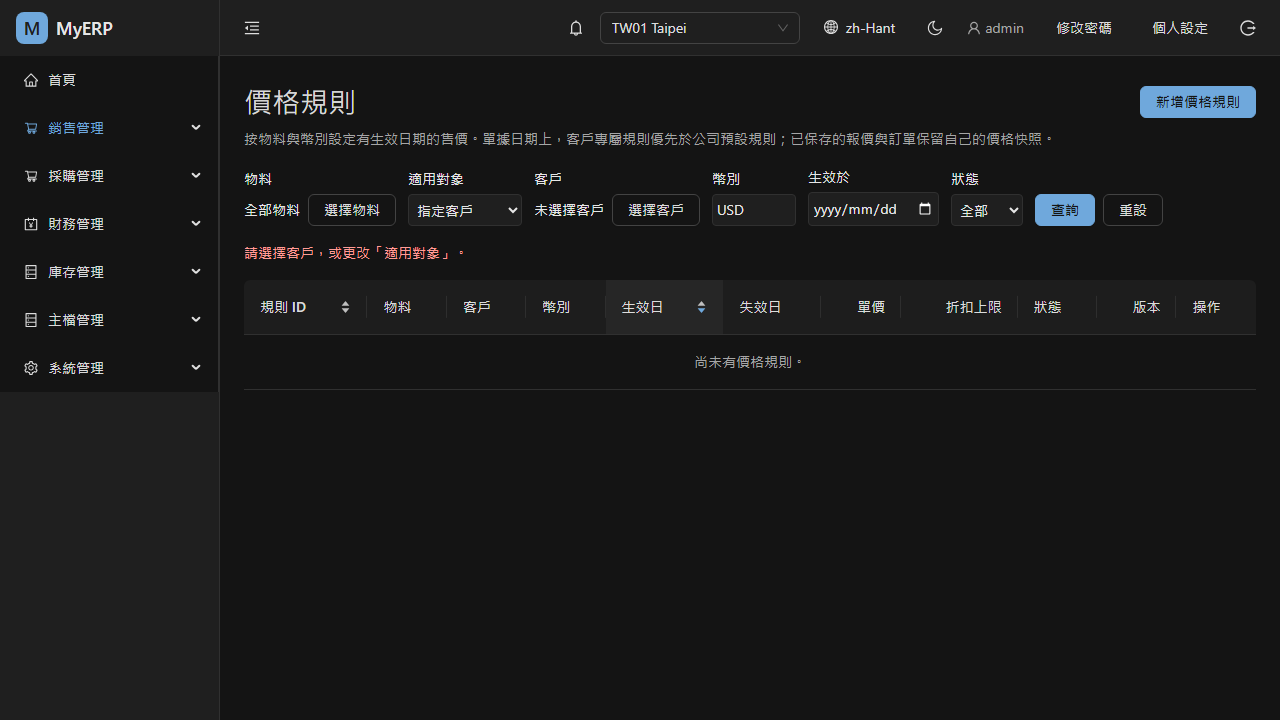 M MyERP
TW01 Taipei
zh-Hant
admin
修改密碼
個人設定
首頁
銷售管理
採購管理
財務管理
庫存管理
主檔管理
系統管理
價格規則
新增價格規則
按物料與幣別設定有生效日期的售價。單據日期上，客戶專屬規則優先於公司預設規則；已保存的報價與訂單保留自己的價格快照。
物料 適用對象 客戶 幣別 生效於 狀態
全部物料 選擇物料 指定客戶 未選擇客戶 選擇客戶 USD yyyy/mm/dd 全部 查詢 重設
請選擇客戶，或更改「適用對象」。
規則 ID 物料 客戶 幣別 生效日 失效日 單價 折扣上限 狀態 版本 操作
尚未有價格規則。